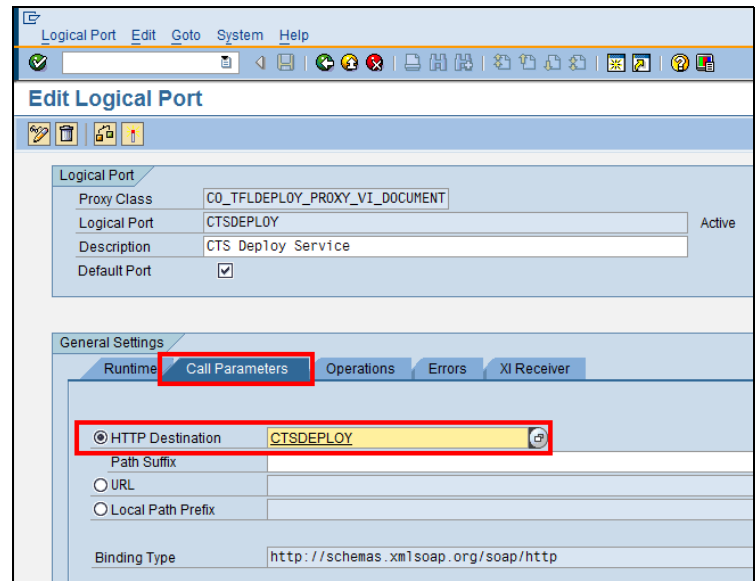 Logical Port Edit Goto System Help
Edit Logical Port
Logical Port
Proxy Class CO_TFLDEPLOY_PROXY_VI_DOCUMENT
Logical Port CTSDEPLOY Active
Description CTS Deploy Service
Default Port
General Settings
Runtime Call Parameters Operations Errors XI Receiver
HTTP Destination CTSDEPLOY
Path Suffix
URL
Local Path Prefix
Binding Type http://schemas.xmlsoap.org/soap/http